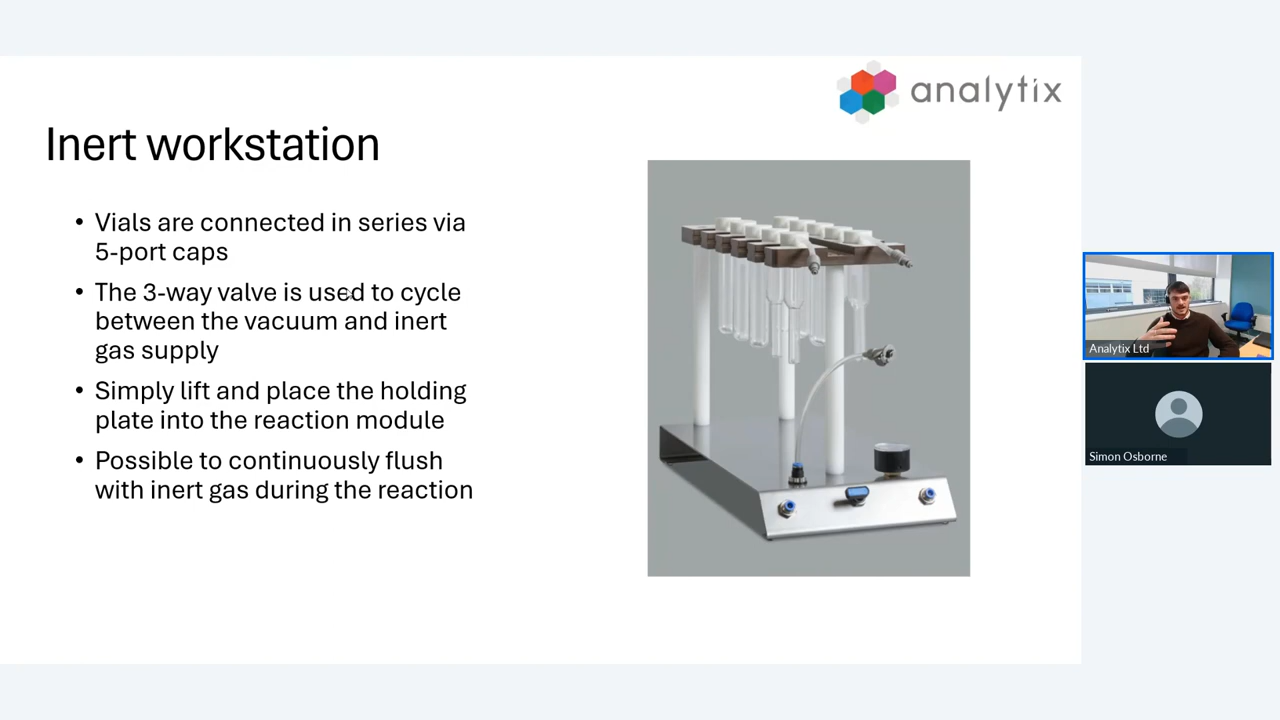 analytix
Inert workstation
• Vials are connected in series via
5-port caps
• The 3-way valve is used to cycle
between the vacuum and inert
gas supply
• Simply lift and place the holding
plate into the reaction module
• Possible to continuously flush
with inert gas during the reaction
Analytix Ltd
Simon Osborne